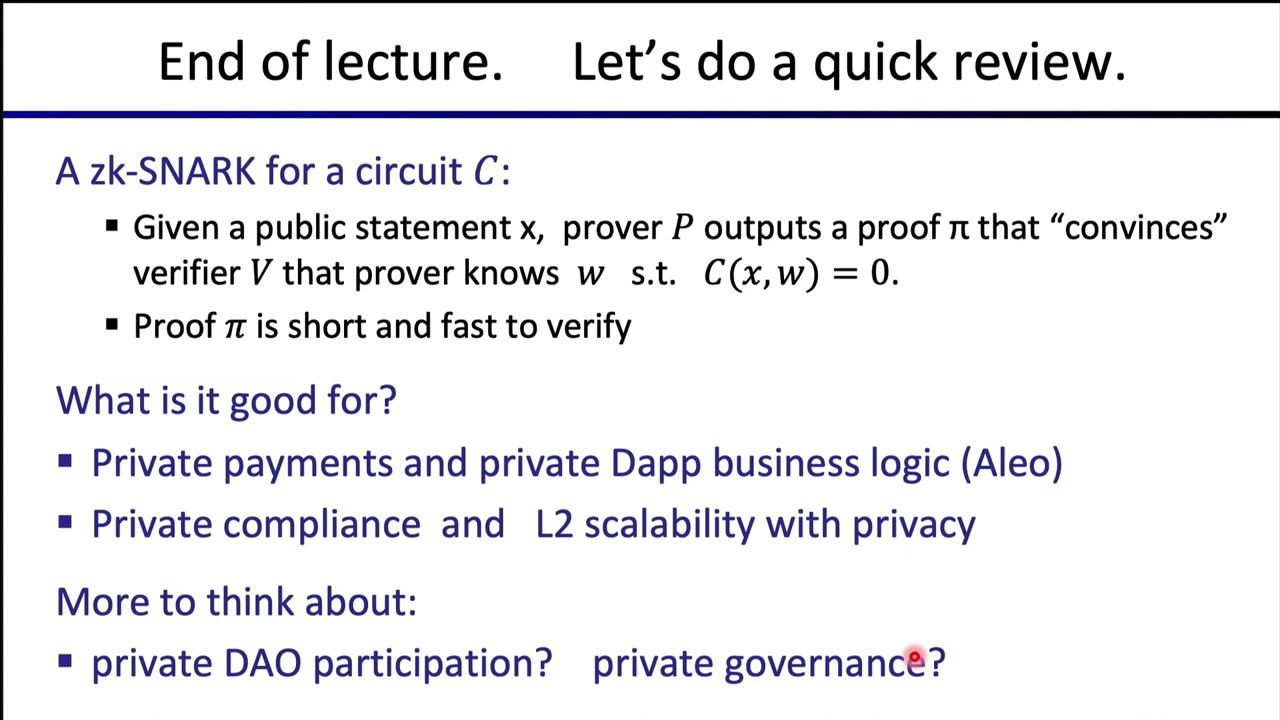 End of lecture. Let's do a quick review.
A zk-SNARK for a circuit C:
▪ Given a public statement x, prover P outputs a proof π that “convinces”
verifier V that prover knows w s.t. C(x, w) = 0.
▪ Proof π is short and fast to verify
What is it good for?
▪ Private payments and private Dapp business logic (Aleo)
▪ Private compliance and L2 scalability with privacy
More to think about:
▪ private DAO participation? private governance?